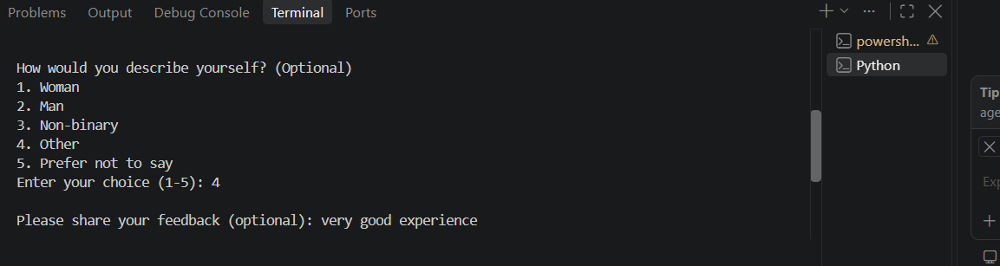 Problems Output Debug Console Terminal Ports
How would you describe yourself? (Optional)
1. Woman
2. Man
3. Non-binary
4. Other
5. Prefer not to say
Enter your choice (1-5): 4
Please share your feedback (optional): very good experience
powersh...
Python
Tip
age
Exp